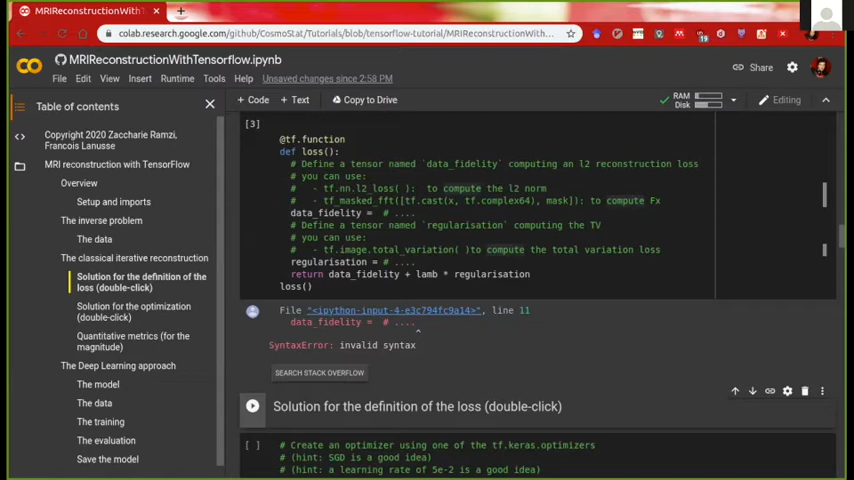 MRIReconstructionWithT
colab.research.google.com/github/CosmoStat/Tutorials/blob/tensorflow-tutorial/MRIReconstructionWith...
19
MRIReconstructionWithTensorflow.ipynb
File Edit View Insert Runtime Tools Help Unsaved changes since 2:58 PM
Share
Table of contents
+ Code + Text Copy to Drive
RAM
Disk
Editing
Copyright 2020 Zaccharie Ramzi,
Francois Lanusse
MRI reconstruction with TensorFlow
Overview
Setup and imports
The inverse problem
The data
The classical iterative reconstruction
Solution for the definition of the
loss (double-click)
Solution for the optimization
(double-click)
Quantitative metrics (for the
magnitude)
The Deep Learning approach
The model
The data
The training
The evaluation
Save the model
[3]
@tf.function
def loss():
# Define a tensor named `data_fidelity` computing an l2 reconstruction loss
# you can use:
# - tf.nn.l2_loss( ): to compute the l2 norm
# - tf_masked_fft([tf.cast(x, tf.complex64), mask]): to compute Fx
data_fidelity = # ....
# Define a tensor named `regularisation` computing the TV
# you can use:
# - tf.image.total_variation( )to compute the total variation loss
regularisation = # ....
return data_fidelity + lamb * regularisation
loss()
File "<ipython-input-4-e3c794fc9a14>", line 11
data_fidelity = # ....
^
SyntaxError: invalid syntax
SEARCH STACK OVERFLOW
Solution for the definition of the loss (double-click)
[ ]
# Create an optimizer using one of the tf.keras.optimizers
# (hint: SGD is a good idea)
# (hint: a learning rate of 5e-2 is a good idea)